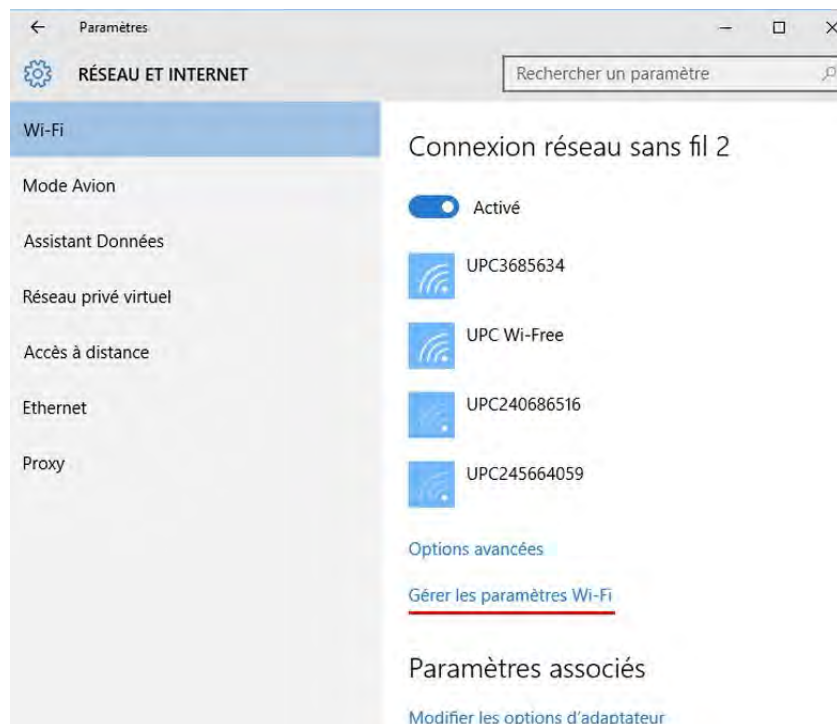 Paramètres
RÉSEAU ET INTERNET
Rechercher un paramètre
Wi-Fi
Mode Avion
Assistant Données
Réseau privé virtuel
Accès à distance
Ethernet
Proxy
Connexion réseau sans fil 2
Activé
UPC3685634
UPC Wi-Free
UPC240686516
UPC245664059
Options avancées
Gérer les paramètres Wi-Fi
Paramètres associés
Modifier les options d'adaptateur